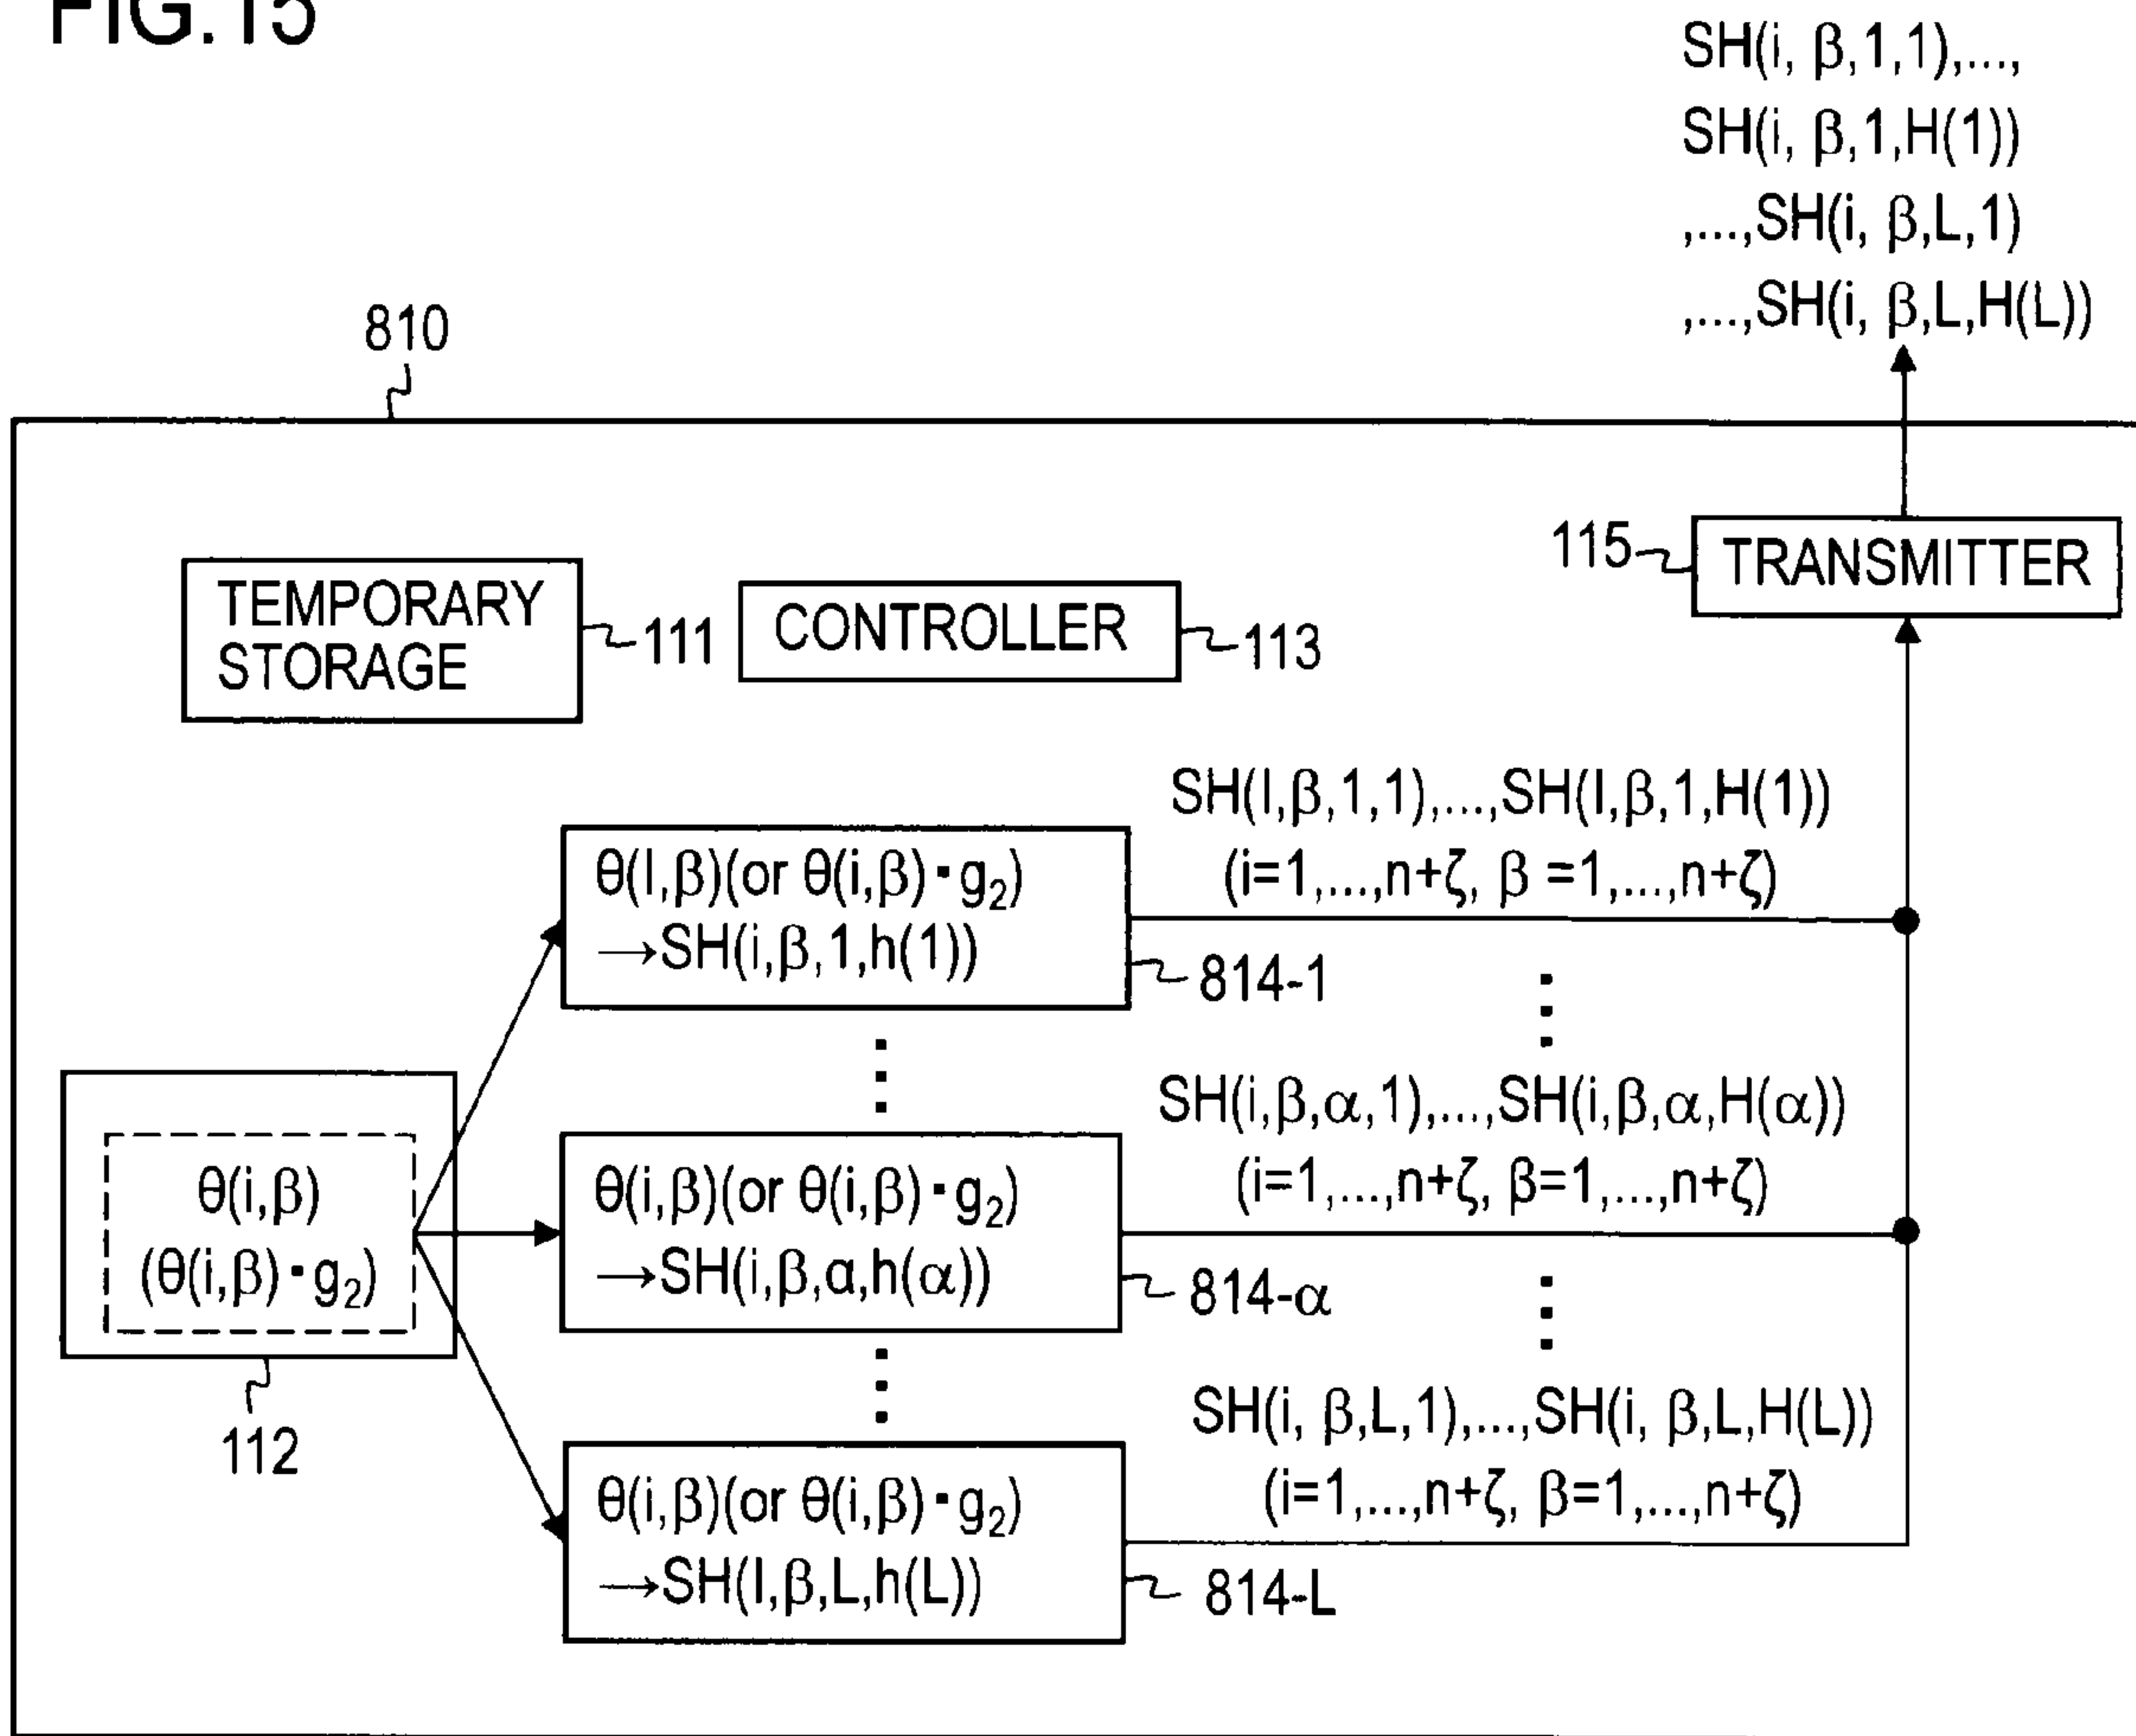 FIG.15
SH(i, β,1,1),...,
SH(i, β,1,H(1))
,...,SH(i, β,L,1)
,...,SH(i, β,L,H(L))
810
115
TRANSMITTER
TEMPORARY
STORAGE
111
CONTROLLER
113
SH(l,β,1,1),...,SH(l,β,1,H(1))
(i=1,...,n+ζ, β =1,...,n+ζ)
θ(l,β)(or θ(i,β)·g₂)
→SH(i,β,1,h(1))
814-1
SH(i,β,α,1),...,SH(i,β,α,H(α))
(i=1,...,n+ζ, β=1,...,n+ζ)
θ(i,β)
(θ(i,β)·g₂)
112
θ(i,β)(or θ(i,β)·g₂)
→SH(i,β,α,h(α))
814-α
SH(i, β,L,1),...,SH(i, β,L,H(L))
(i=1,...,n+ζ, β=1,...,n+ζ)
θ(i,β)(or θ(i,β)·g₂)
→SH(l,β,L,h(L))
814-L